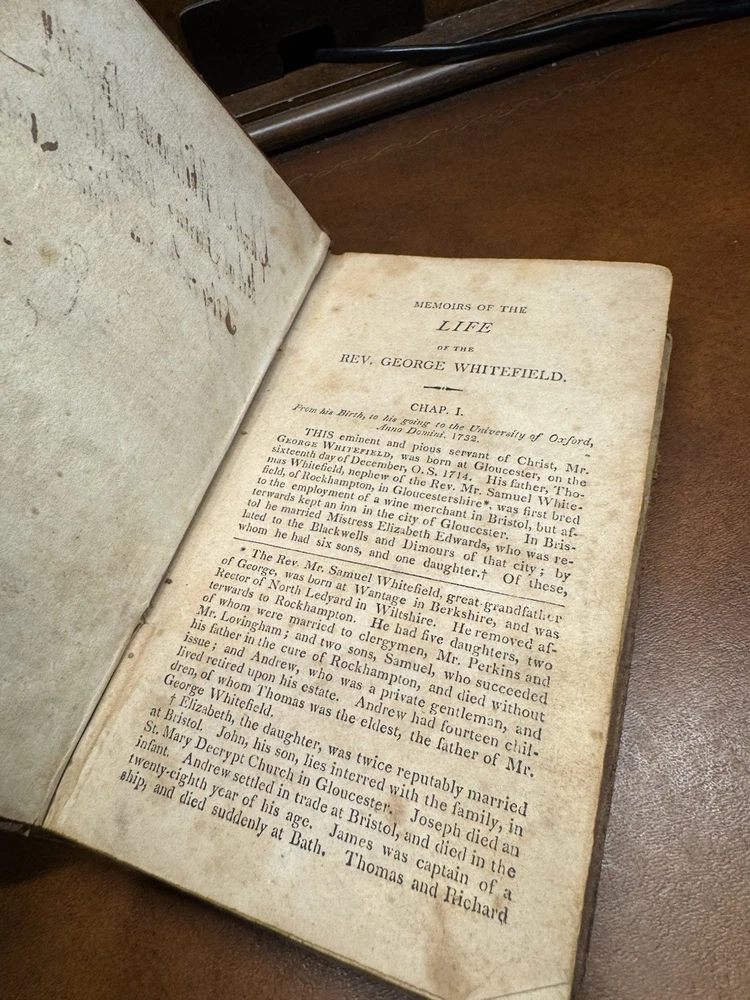 MEMOIRS OF THE
LIFE
OF THE
REV. GEORGE WHITEFIELD.
CHAP. I.
From his Birth, to his going to the University of Oxford,
Anno Domini. 1732.
THIS eminent and pious servant of Christ, Mr.
GEORGE WHITEFIELD, was born at Gloucester, on the
sixteenth day of December, O. S. 1714. His father, Tho-
mas Whitefield, nephew of the Rev. Mr. Samuel White-
field, of Rockhampton, in Gloucestershire*, was first bred
to the employment of a wine merchant in Bristol, but af-
terwards kept an inn in the city of Gloucester. In Bris-
tol he married Mistress Elizabeth Edwards, who was re-
lated to the Blackwells and Dimours of that city; by
whom he had six sons, and one daughter.† Of these,
* The Rev. Mr. Samuel Whitefield, great-grandfather
of George, was born at Wantage in Berkshire, and was
Rector of North Ledyard in Wiltshire. He removed af-
terwards to Rockhampton. He had five daughters, two
of whom were married to clergymen, Mr. Perkins and
Mr. Lovingham; and two sons, Samuel, who succeeded
his father in the cure of Rockhampton, and died without
issue; and Andrew, who was a private gentleman, and
lived retired upon his estate. Andrew had fourteen chil-
dren, of whom Thomas was the eldest, the father of Mr.
George Whitefield.
† Elizabeth, the daughter, was twice reputably married
at Bristol. John, his son, lies interred with the family, in
St. Mary Decrypt Church in Gloucester. Joseph died an
infant. Andrew settled in trade at Bristol, and died in the
twenty-eighth year of his age. James was captain of a
ship, and died suddenly at Bath. Thomas and Richard